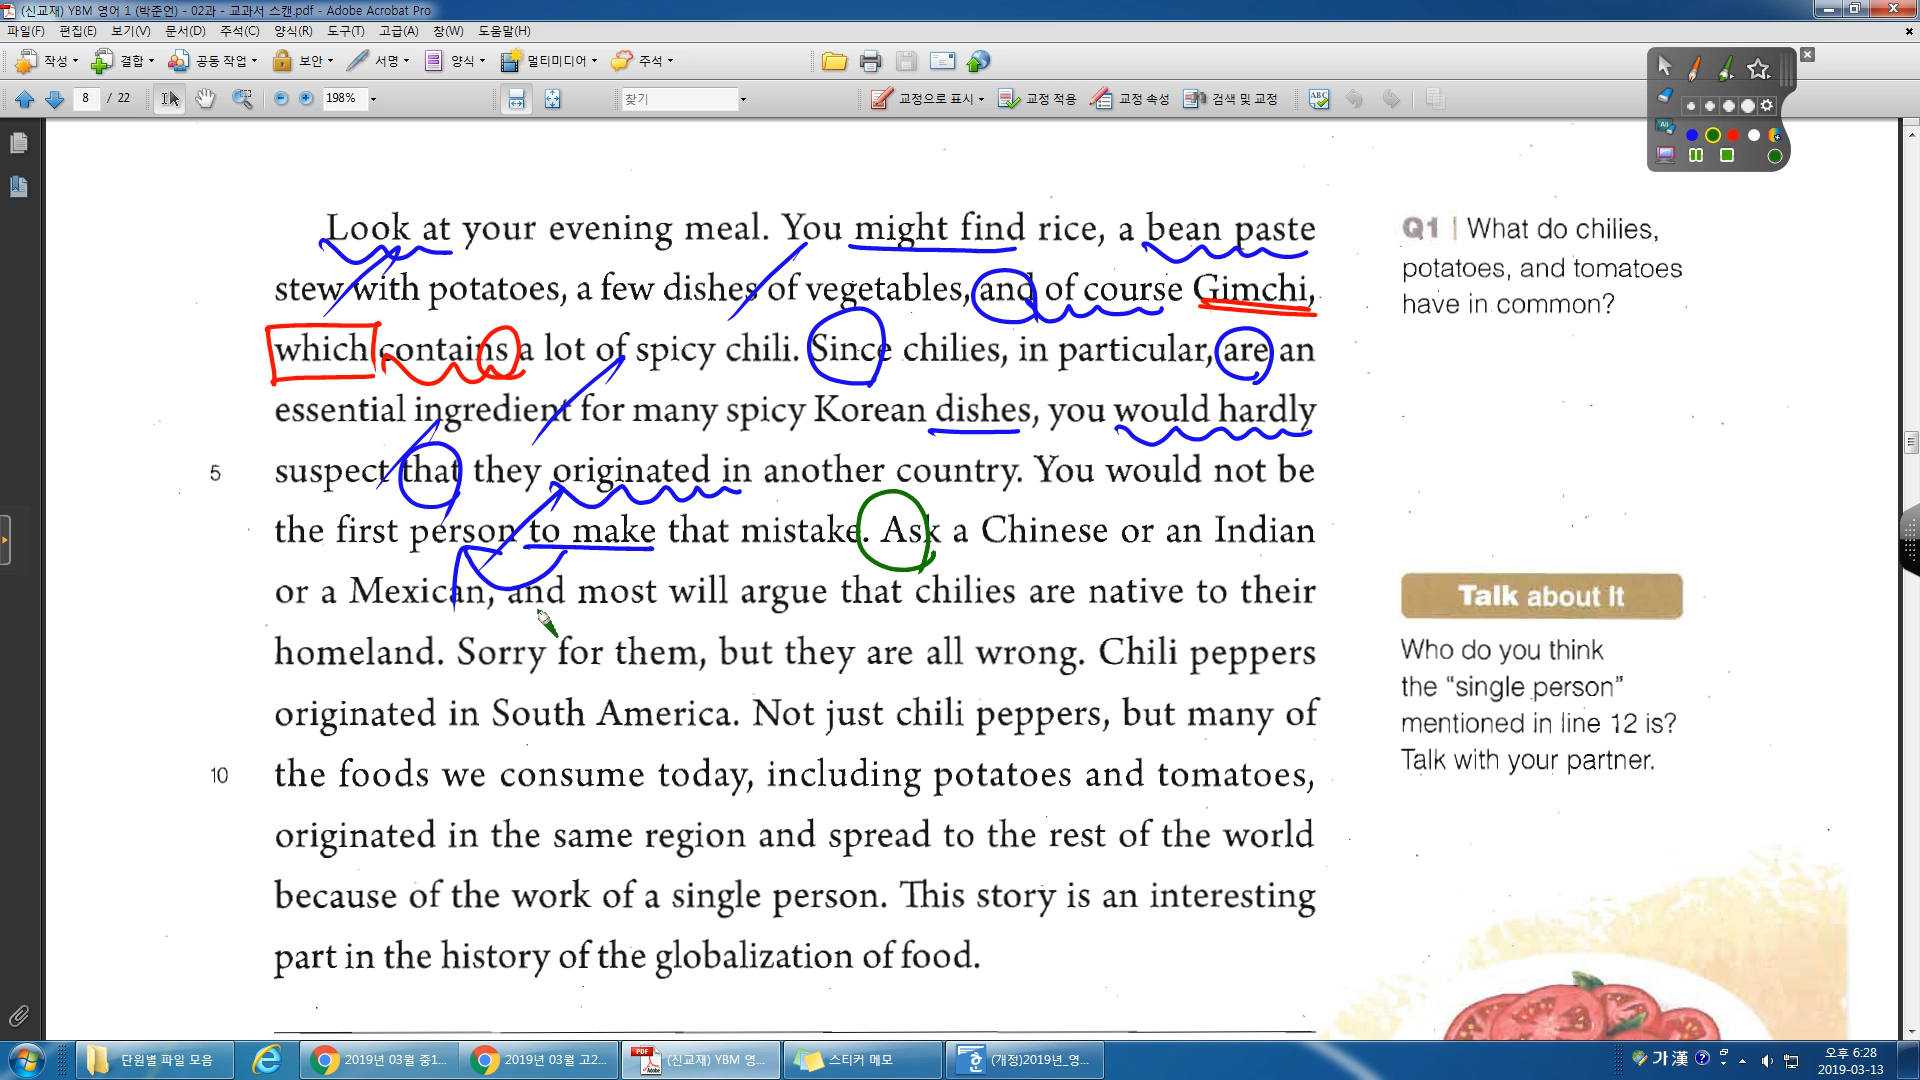 (신교재) YBM 영어 1 (박준언) - 02과 - 교과서 스캔.pdf - Adobe Acrobat Pro
파일(F) 편집(E) 보기(V) 문서(D) 주석(C) 양식(R) 도구(T) 고급(A) 창(W) 도움말(H)
작성 결합 공동 작업 보안 서명 양식 멀티미디어 주석
8 / 22 198% 찾기 교정으로 표시 교정 적용 교정 속성 검색 및 교정
Look at your evening meal. You might find rice, a bean paste
stew with potatoes, a few dishes of vegetables, and of course Gimchi,
which contains a lot of spicy chili. Since chilies, in particular, are an
essential ingredient for many spicy Korean dishes, you would hardly
5 suspect that they originated in another country. You would not be
the first person to make that mistake. Ask a Chinese or an Indian
or a Mexican, and most will argue that chilies are native to their
homeland. Sorry for them, but they are all wrong. Chili peppers
originated in South America. Not just chili peppers, but many of
10 the foods we consume today, including potatoes and tomatoes,
originated in the same region and spread to the rest of the world
because of the work of a single person. This story is an interesting
part in the history of the globalization of food.
Q1 | What do chilies,
potatoes, and tomatoes
have in common?
Talk about It
Who do you think
the “single person”
mentioned in line 12 is?
Talk with your partner.
단원별 파일 모음 2019년 03월 중1... 2019년 03월 고2... (신교재) YBM 영... 스티커 메모 (개정)2019년_영...
가 漢
오후 6:28
2019-03-13